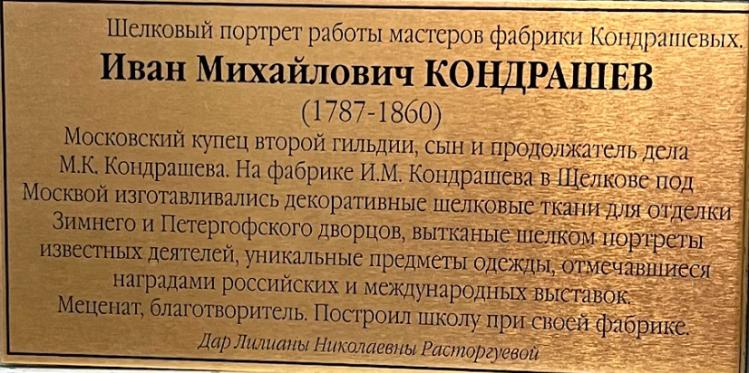 Шелковый портрет работы мастеров фабрики Кондрашевых.
Иван Михайлович КОНДРАШЕВ
(1787-1860)
Московский купец второй гильдии, сын и продолжатель дела
М.К. Кондрашева. На фабрике И.М. Кондрашева в Щелкове под
Москвой изготавливались декоративные шелковые ткани для отделки
Зимнего и Петергофского дворцов, вытканые шелком портреты
известных деятелей, уникальные предметы одежды, отмечавшиеся
наградами российских и международных выставок.
Меценат, благотворитель. Построил школу при своей фабрике.
Дар Лилианы Николаевны Расторгуевой